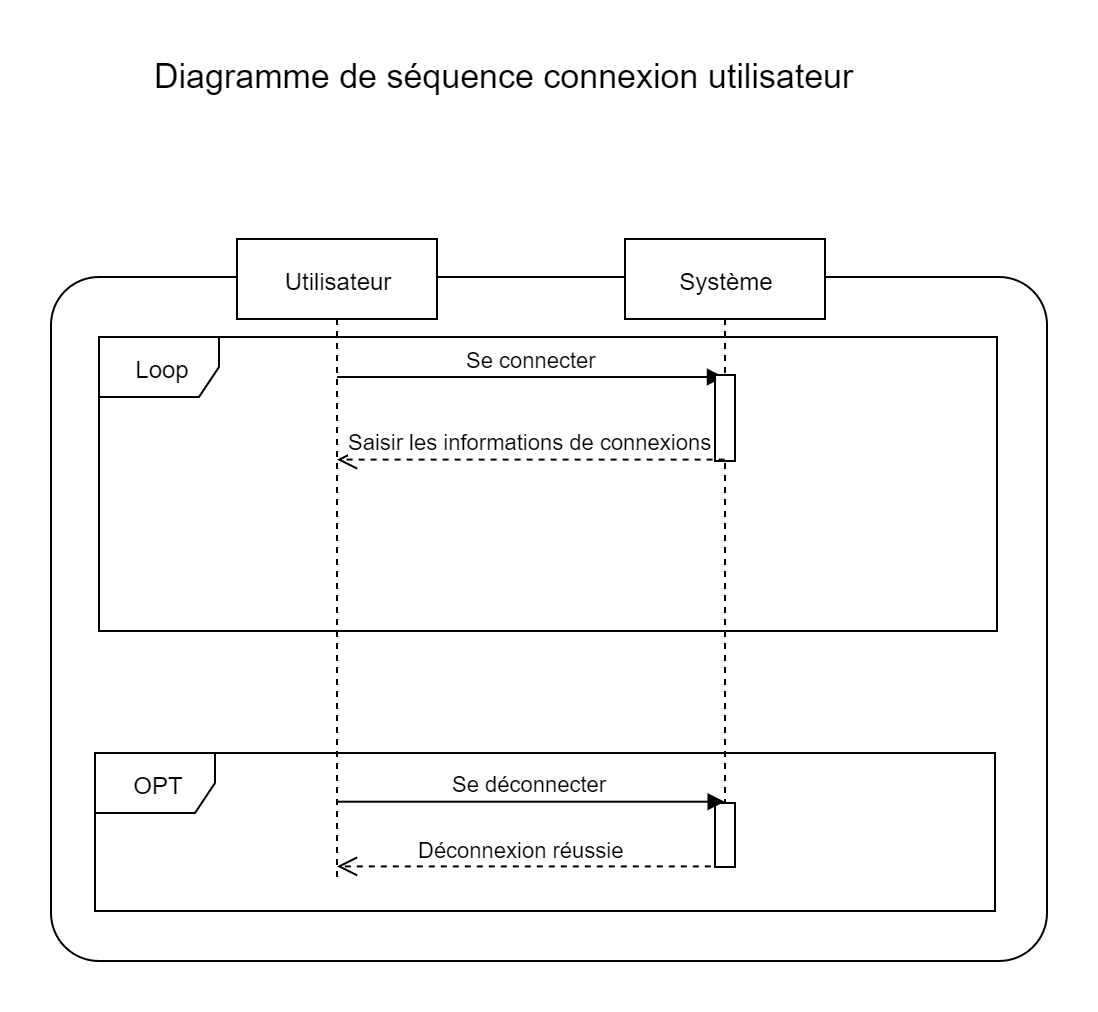 Diagramme de séquence connexion utilisateur
Utilisateur
Système
Loop
Se connecter
Saisir les informations de connexions
OPT
Se déconnecter
Déconnexion réussie